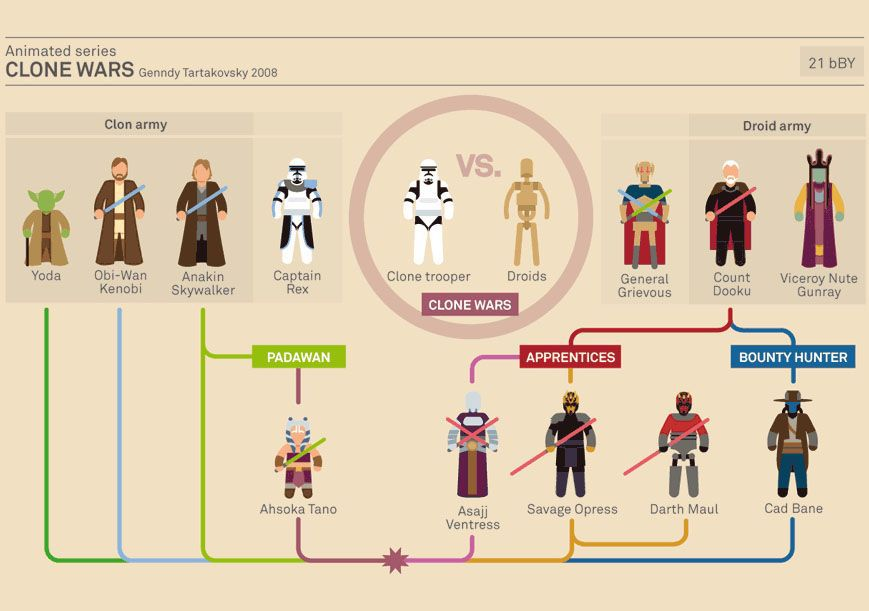 Animated series
CLONE WARS Genndy Tartakovsky 2008
21 bBY
Clon army
Droid army
VS.
Yoda
Obi-Wan
Kenobi
Anakin
Skywalker
Captain
Rex
Clone trooper
Droids
General
Grievous
Count
Dooku
Viceroy Nute
Gunray
CLONE WARS
PADAWAN
APPRENTICES
BOUNTY HUNTER
Ahsoka Tano
Asajj
Ventress
Savage Opress
Darth Maul
Cad Bane